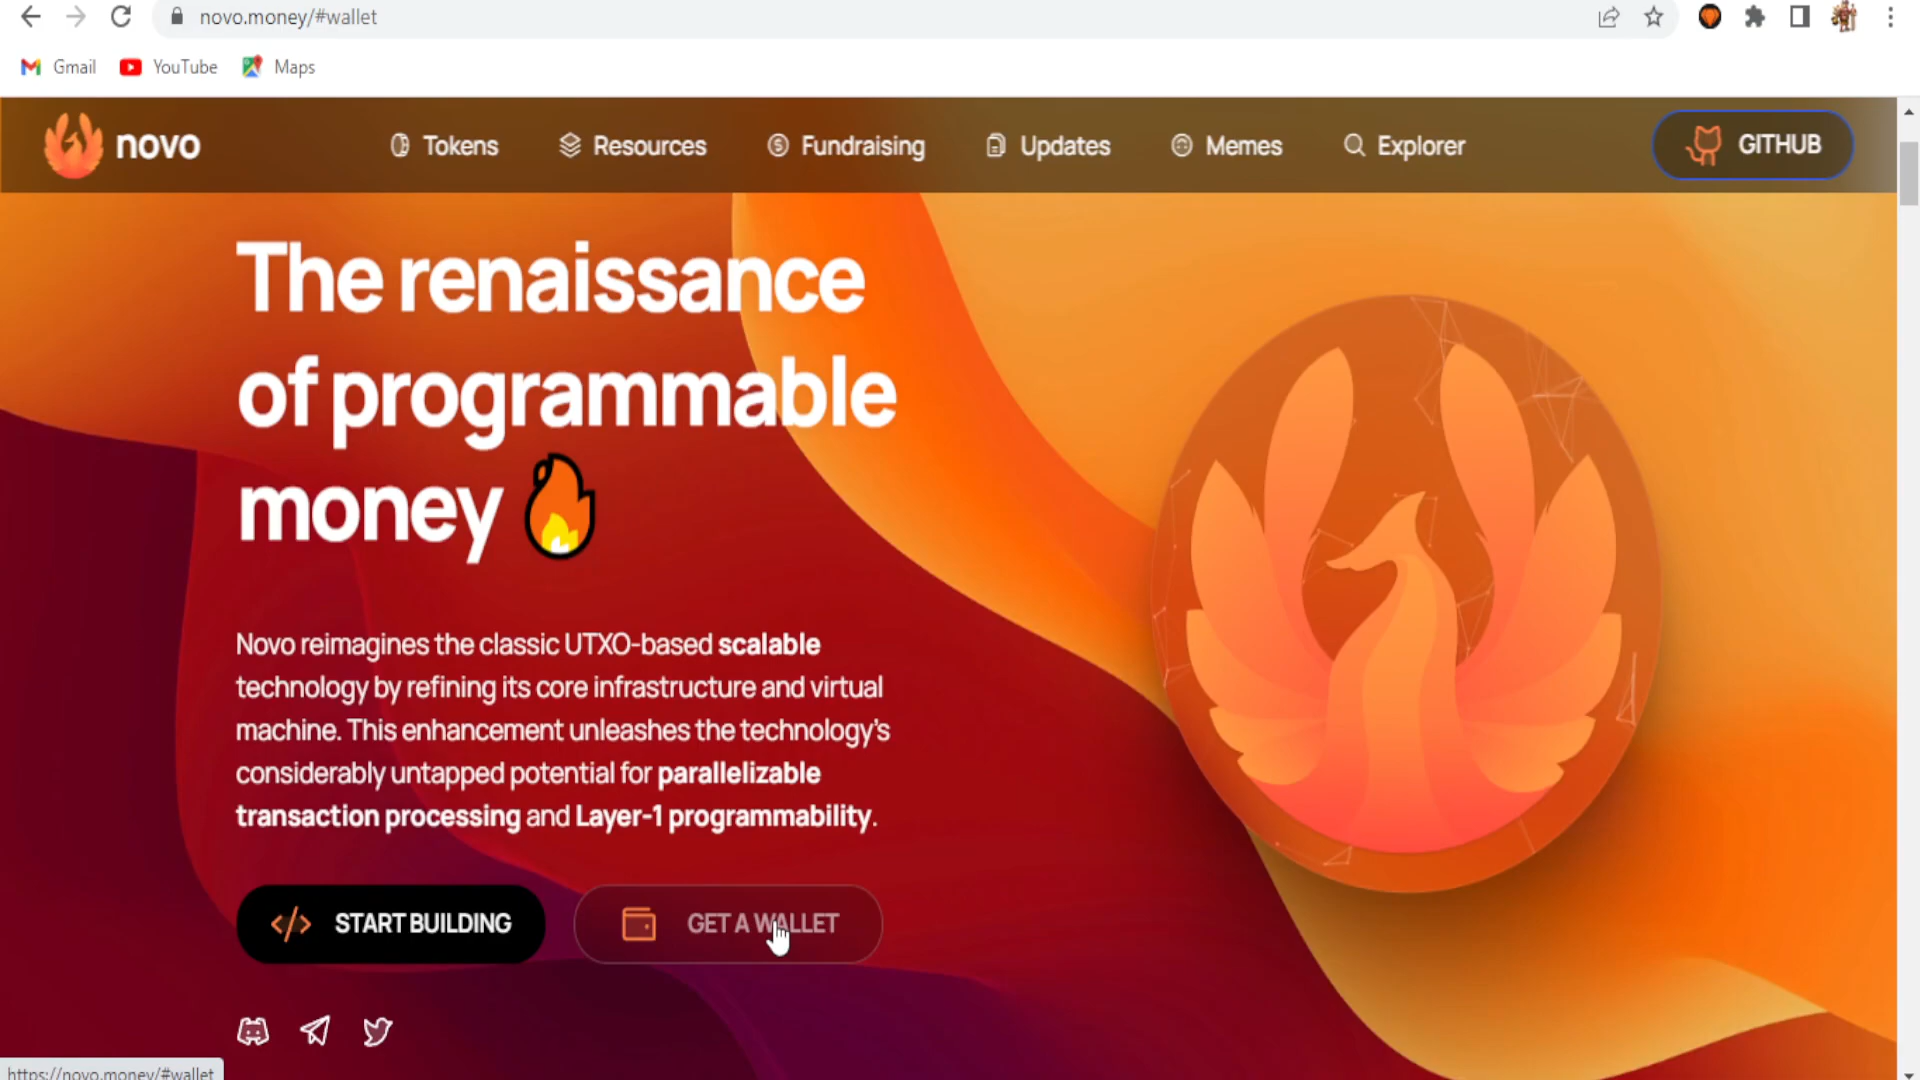 novo.money/#wallet
Gmail YouTube Maps
novo Tokens Resources Fundraising Updates Memes Explorer GITHUB
The renaissance
of programmable
money
Novo reimagines the classic UTXO-based scalable
technology by refining its core infrastructure and virtual
machine. This enhancement unleashes the technology's
considerably untapped potential for parallelizable
transaction processing and Layer-1 programmability.
START BUILDING GET A WALLET
https://novo.money/#wallet